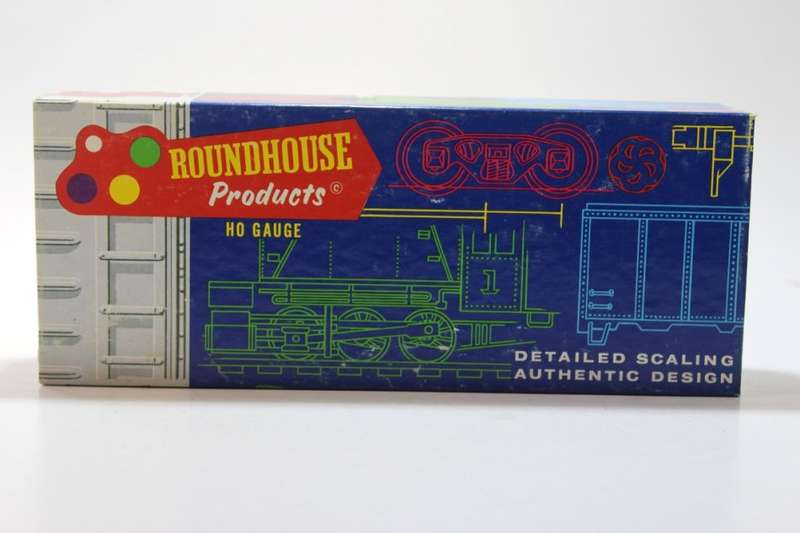 ROUNDHOUSE
Products ©
HO GAUGE
1
DETAILED SCALING
AUTHENTIC DESIGN